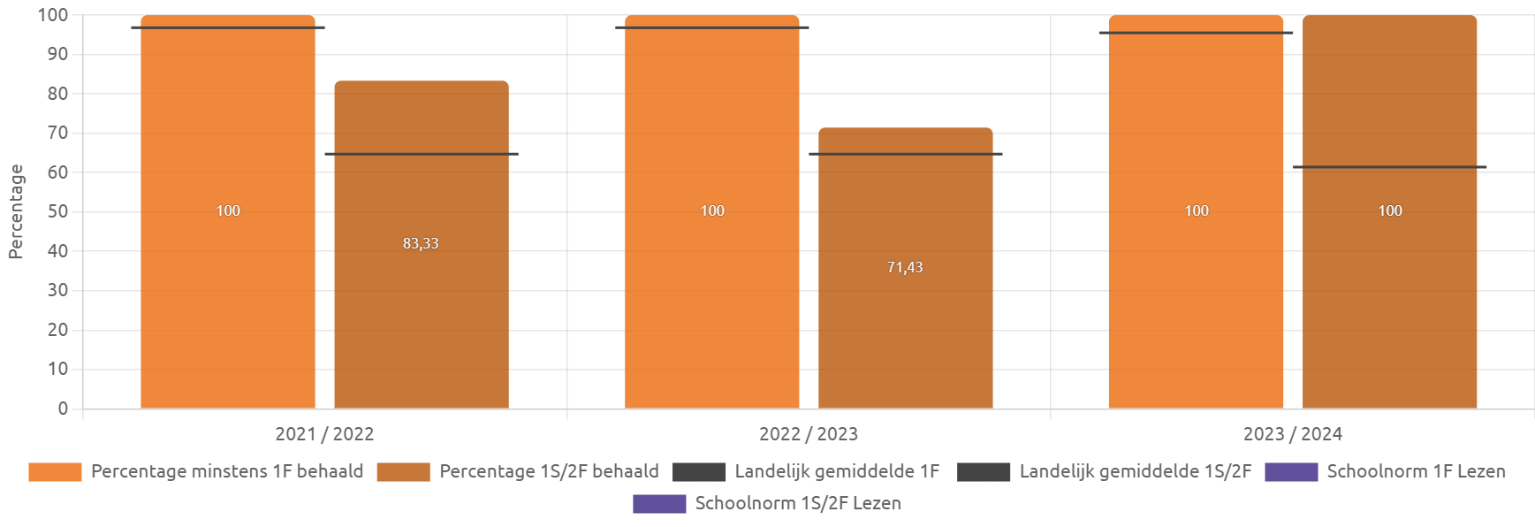 Percentage
100
90
80
70
60
50
40
30
20
10
0
100
83,33
100
71,43
100
100
2021 / 2022
2022 / 2023
2023 / 2024
Percentage minstens 1F behaald
Percentage 1S/2F behaald
Landelijk gemiddelde 1F
Landelijk gemiddelde 1S/2F
Schoolnorm 1F Lezen
Schoolnorm 1S/2F Lezen